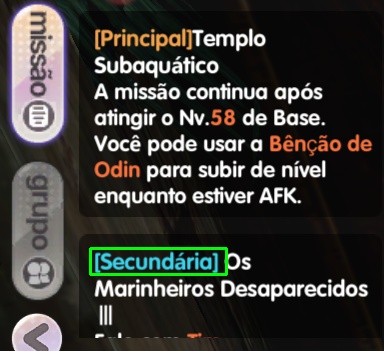 missão
grupo
[Principal]Templo
Subaquático
A missão continua após
atingir o Nv.58 de Base.
Você pode usar a Bênção de
Odin para subir de nível
enquanto estiver AFK.
[Secundária] Os
Marinheiros Desaparecidos
III